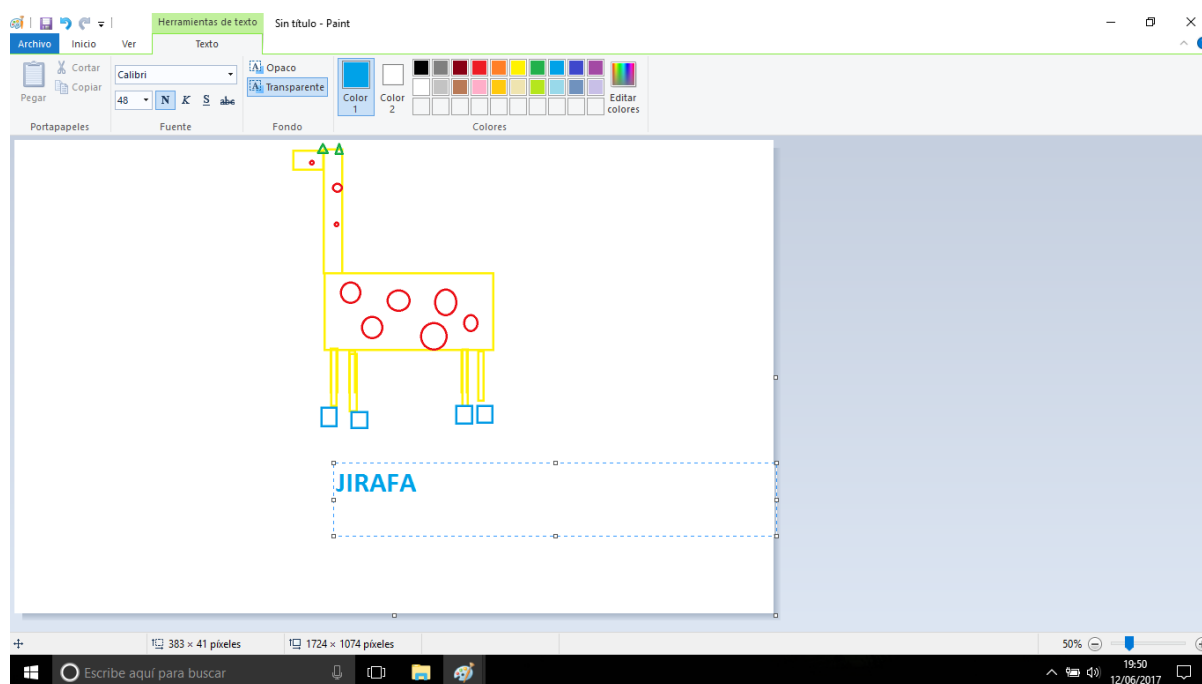 Herramientas de texto
Sin título - Paint
Archivo
Inicio
Ver
Texto
Pegar
Cortar
Copiar
Portapapeles
Calibri
48
N K S abc
Fuente
Opaco
Transparente
Fondo
Color 1
Color 2
Editar colores
Colores
JIRAFA
383 × 41 píxeles
1724 × 1074 píxeles
50%
Escribe aquí para buscar
19:50
12/06/2017